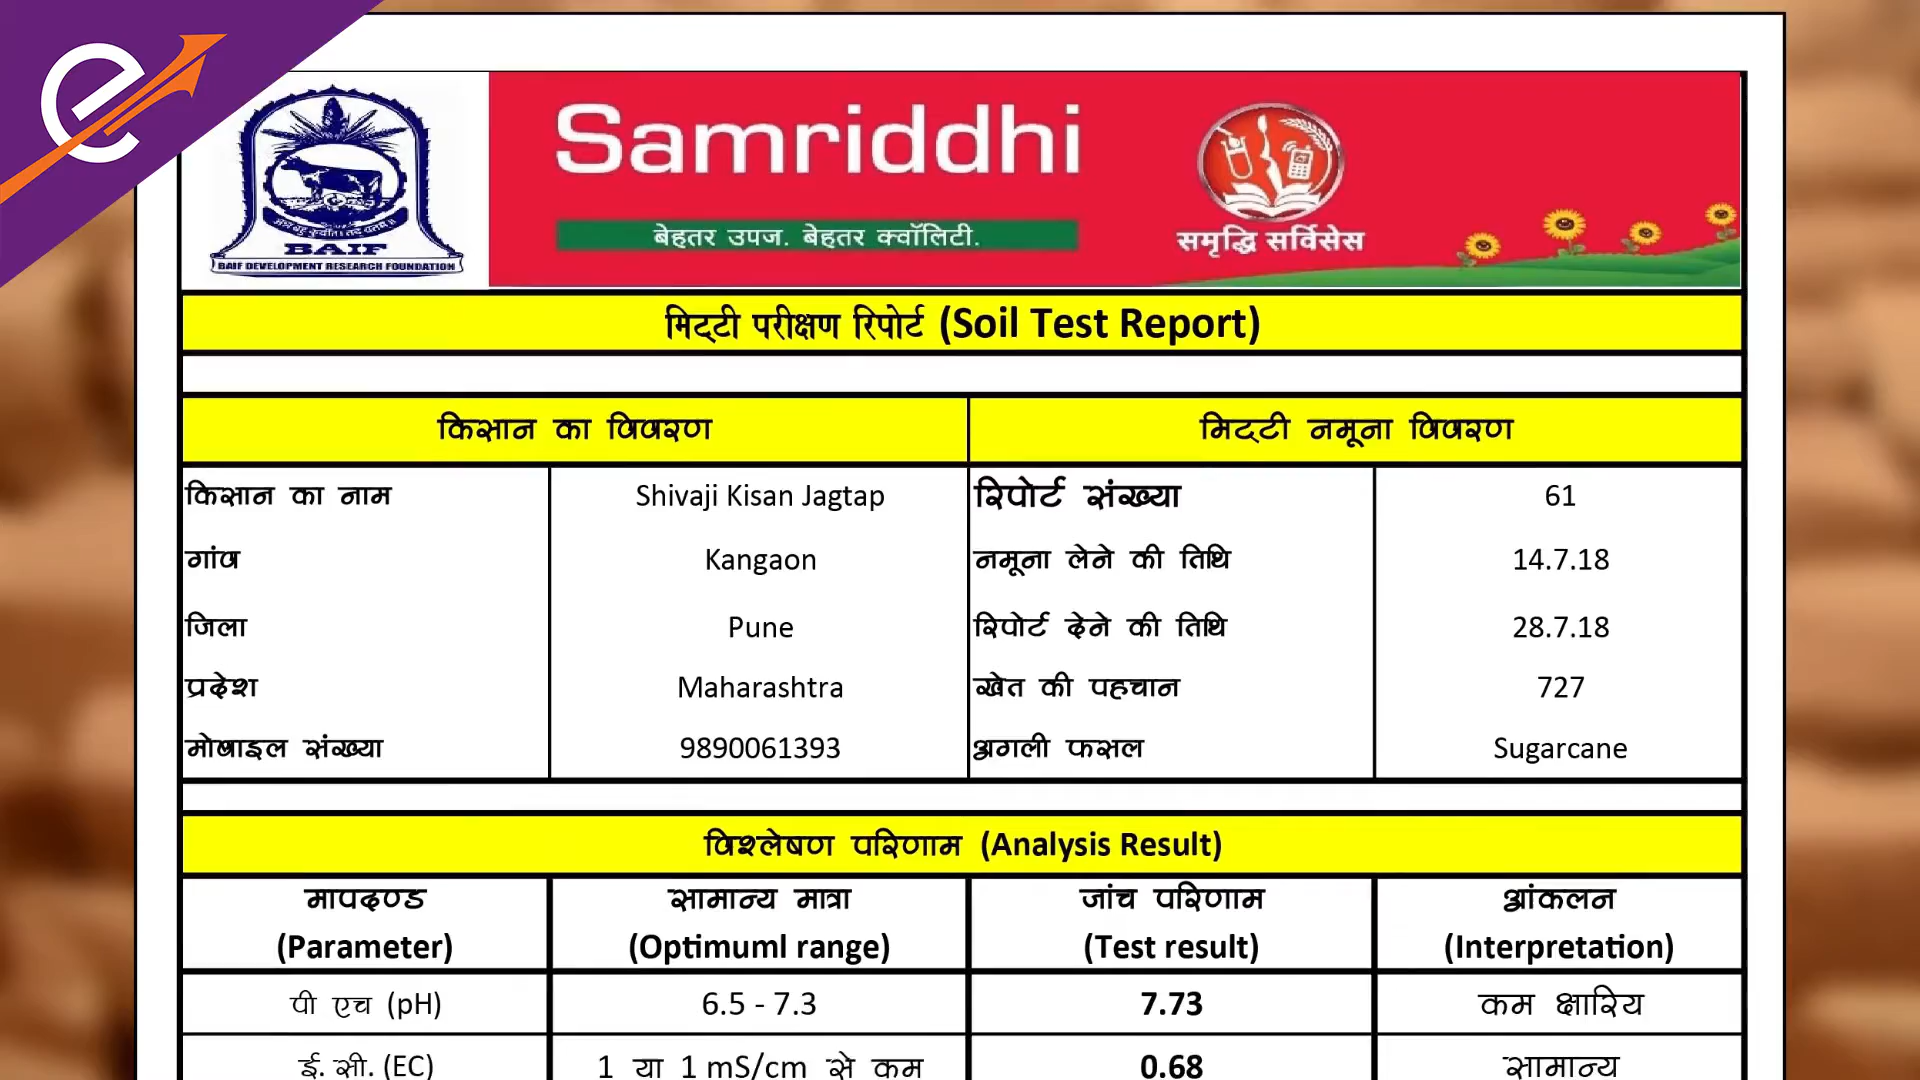 BAIF
BAIF DEVELOPMENT RESEARCH FOUNDATION
Samriddhi
बेहतर उपज. बेहतर क्वॉलिटी.
समृद्धि सर्विसेस
मिट्टी परीक्षण रिपोर्ट (Soil Test Report)
किसान का विवरण मिट्टी नमूना विवरण
किसान का नाम Shivaji Kisan Jagtap रिपोर्ट संख्या 61
गांव Kangaon नमूना लेने की तिथि 14.7.18
जिला Pune रिपोर्ट देने की तिथि 28.7.18
प्रदेश Maharashtra खेत की पहचान 727
मोबाइल संख्या 9890061393 अगली फसल Sugarcane
विश्लेषण परिणाम (Analysis Result)
मापदण्ड सामान्य मात्रा जांच परिणाम आंकलन
(Parameter) (Optimuml range) (Test result) (Interpretation)
पी एच (pH) 6.5 - 7.3 7.73 कम क्षारिय
ई. सी. (EC) 1 या 1 mS/cm से कम 0.68 सामान्य